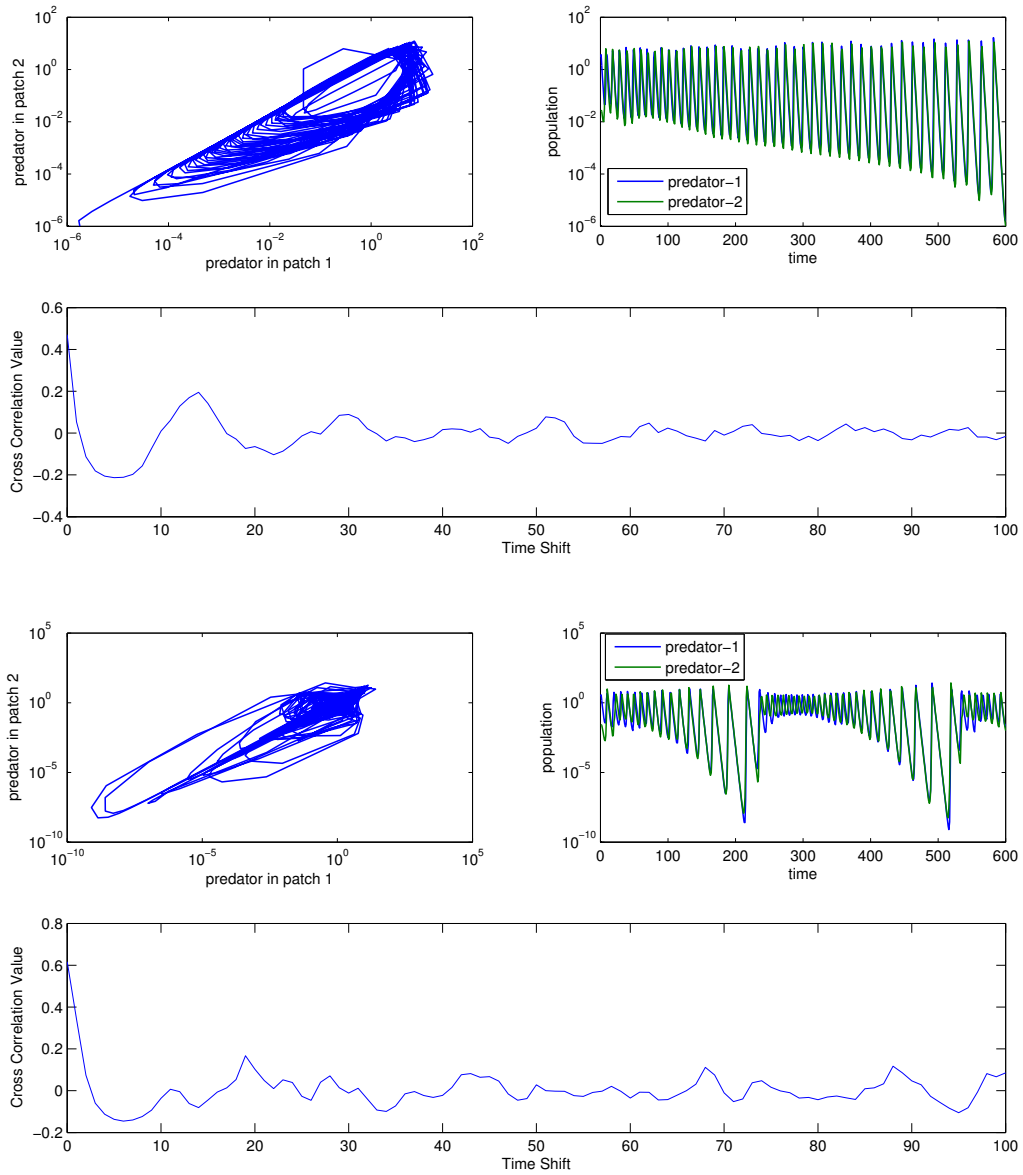 predator in patch 2
10^2
10^0
10^−2
10^−4
10^−6
10^−6 10^−4 10^−2 10^0 10^2
predator in patch 1
population
10^2
10^0
10^−2
10^−4
10^−6
predator−1
predator−2
0 100 200 300 400 500 600
time
Cross Correlation Value
0.6
0.4
0.2
0
−0.2
−0.4
0 10 20 30 40 50 60 70 80 90 100
Time Shift
predator in patch 2
10^5
10^0
10^−5
10^−10
10^−10 10^−5 10^0 10^5
predator in patch 1
population
10^5
10^0
10^−5
10^−10
predator−1
predator−2
0 100 200 300 400 500 600
time
Cross Correlation Value
0.8
0.6
0.4
0.2
0
−0.2
0 10 20 30 40 50 60 70 80 90 100
Time Shift